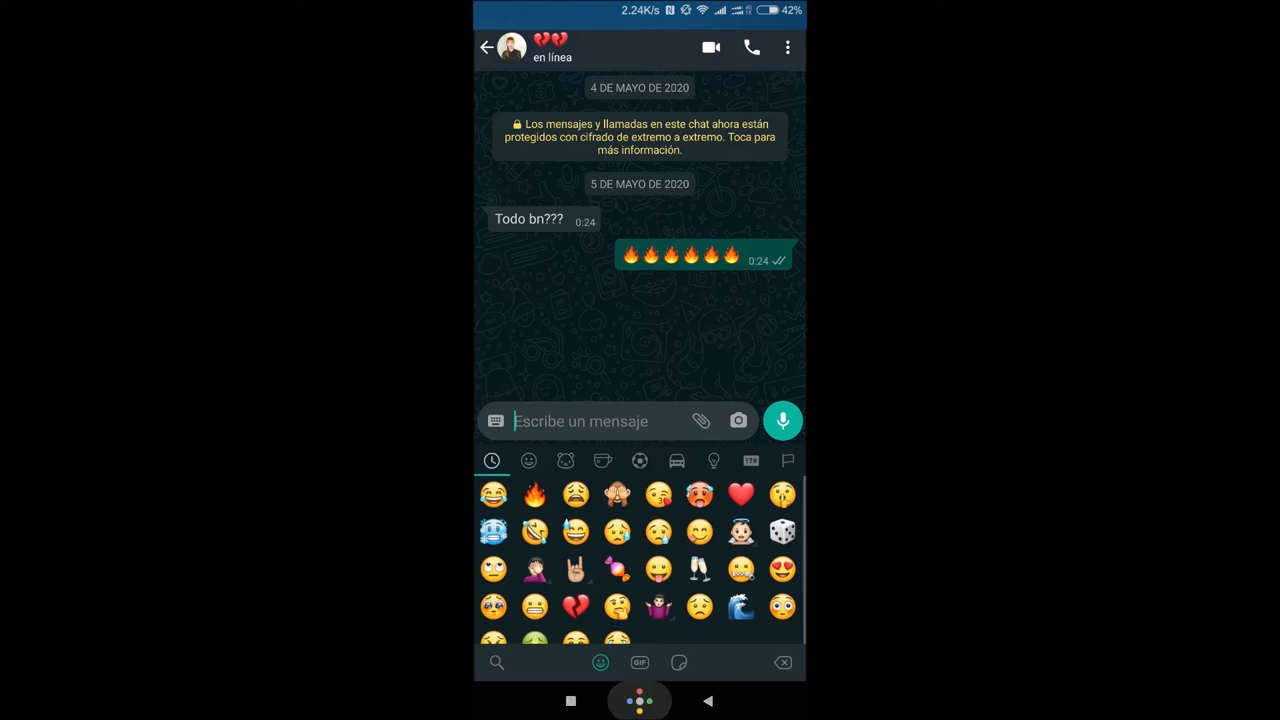 2.24K/s 4G 1X 42%
💔💔
en línea
4 DE MAYO DE 2020
🔒 Los mensajes y llamadas en este chat ahora están
protegidos con cifrado de extremo a extremo. Toca para
más información.
5 DE MAYO DE 2020
Todo bn??? 0:24
🔥🔥🔥🔥🔥🔥 0:24
Escribe un mensaje
!?#
GIF